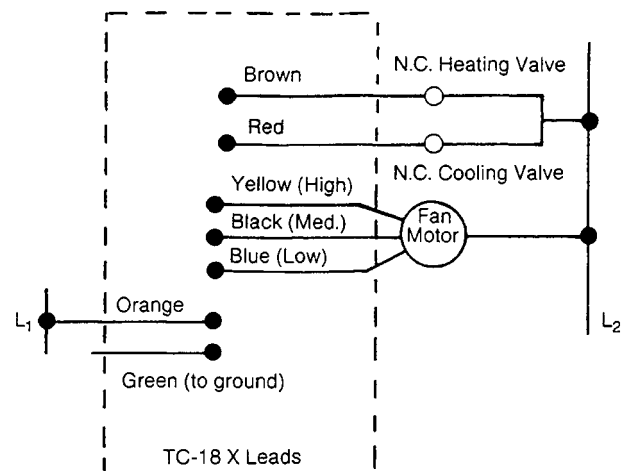 Brown
N.C. Heating Valve
Red
N.C. Cooling Valve
Yellow (High)
Black (Med.)
Fan
Motor
Blue (Low)
L1
Orange
L2
Green (to ground)
TC-18 X Leads